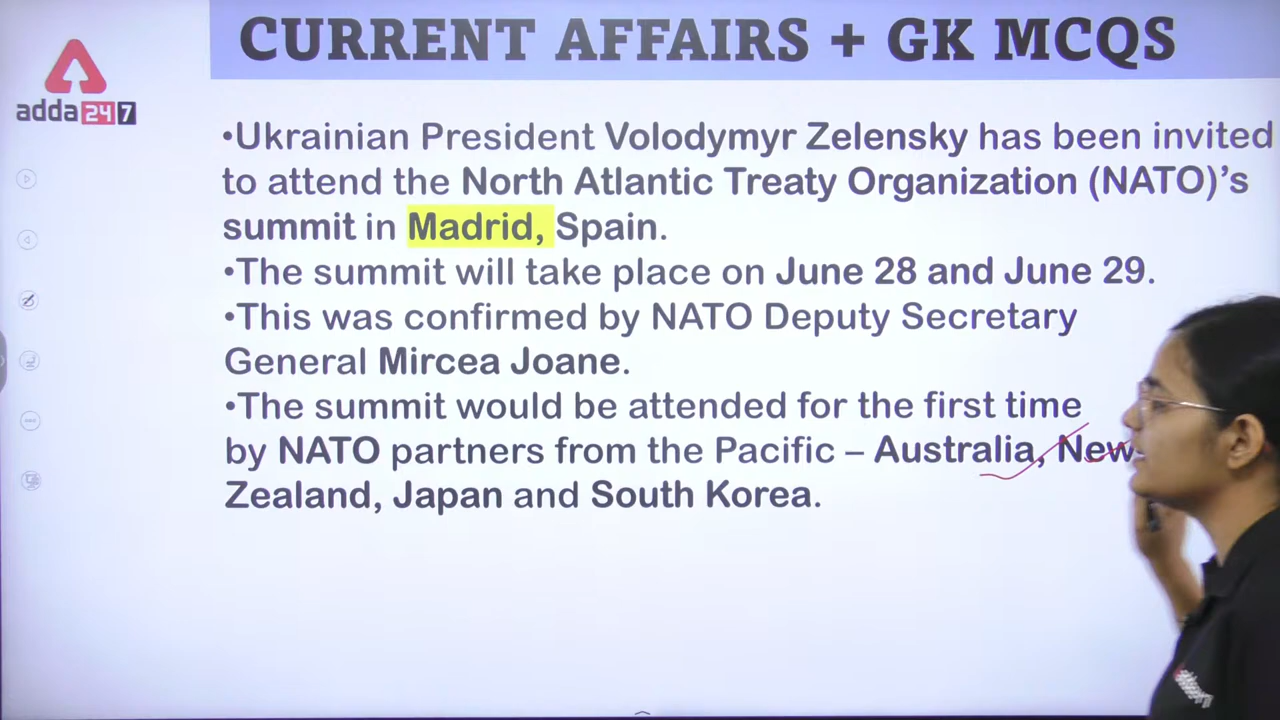 CURRENT AFFAIRS + GK MCQS
adda247
•Ukrainian President Volodymyr Zelensky has been invited
to attend the North Atlantic Treaty Organization (NATO)’s
summit in Madrid, Spain.
•The summit will take place on June 28 and June 29.
•This was confirmed by NATO Deputy Secretary
General Mircea Joane.
•The summit would be attended for the first time
by NATO partners from the Pacific – Australia, New
Zealand, Japan and South Korea.